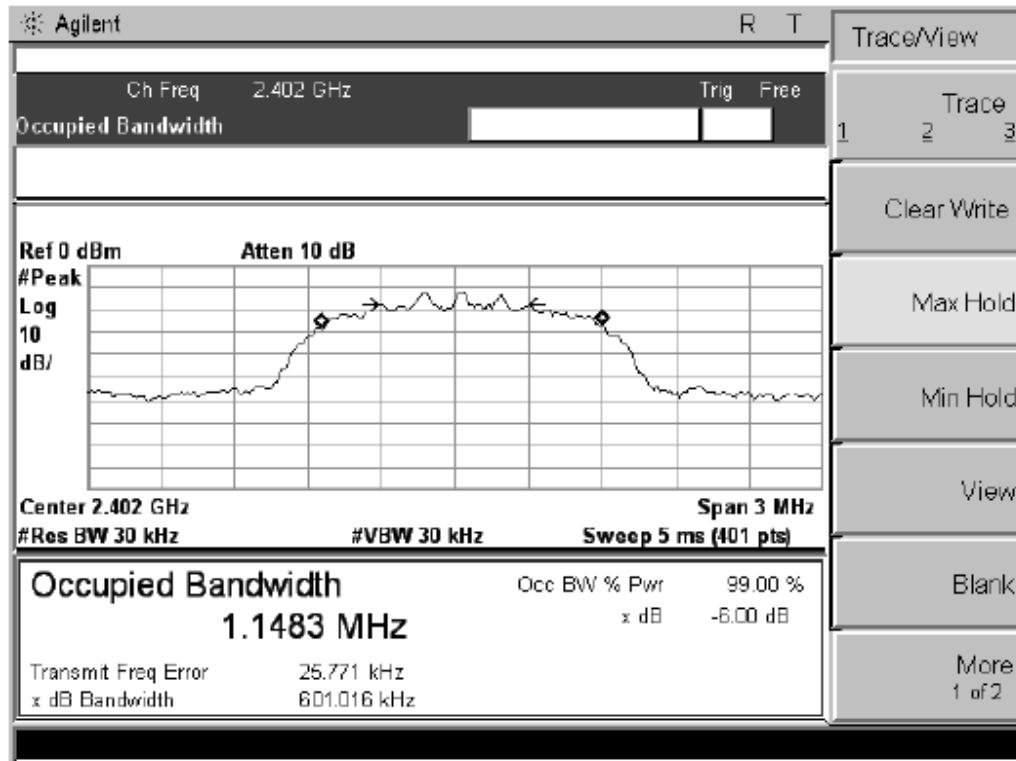 Agilent R T
Ch Freq 2.402 GHz Trig Free
Occupied Bandwidth
Ref 0 dBm Atten 10 dB
#Peak
Log
10
dB/
Center 2.402 GHz Span 3 MHz
#Res BW 30 kHz #VBW 30 kHz Sweep 5 ms (401 pts)
Occupied Bandwidth
1.1483 MHz
Occ BW % Pwr 99.00 %
x dB -6.00 dB
Transmit Freq Error 25.771 kHz
x dB Bandwidth 601.016 kHz
Trace/View
Trace
1 2 3
Clear Write
Max Hold
Min Hold
View
Blank
More
1 of 2